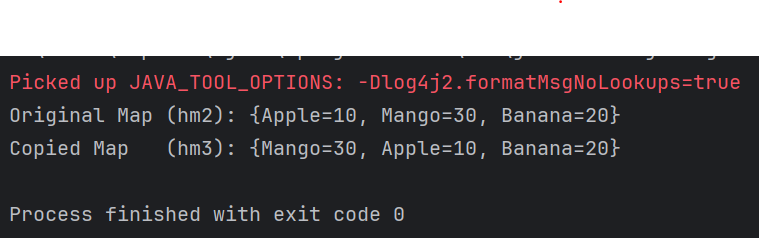 Picked up JAVA_TOOL_OPTIONS: -Dlog4j2.formatMsgNoLookups=true
Original Map (hm2): {Apple=10, Mango=30, Banana=20}
Copied Map   (hm3): {Mango=30, Apple=10, Banana=20}
Process finished with exit code 0